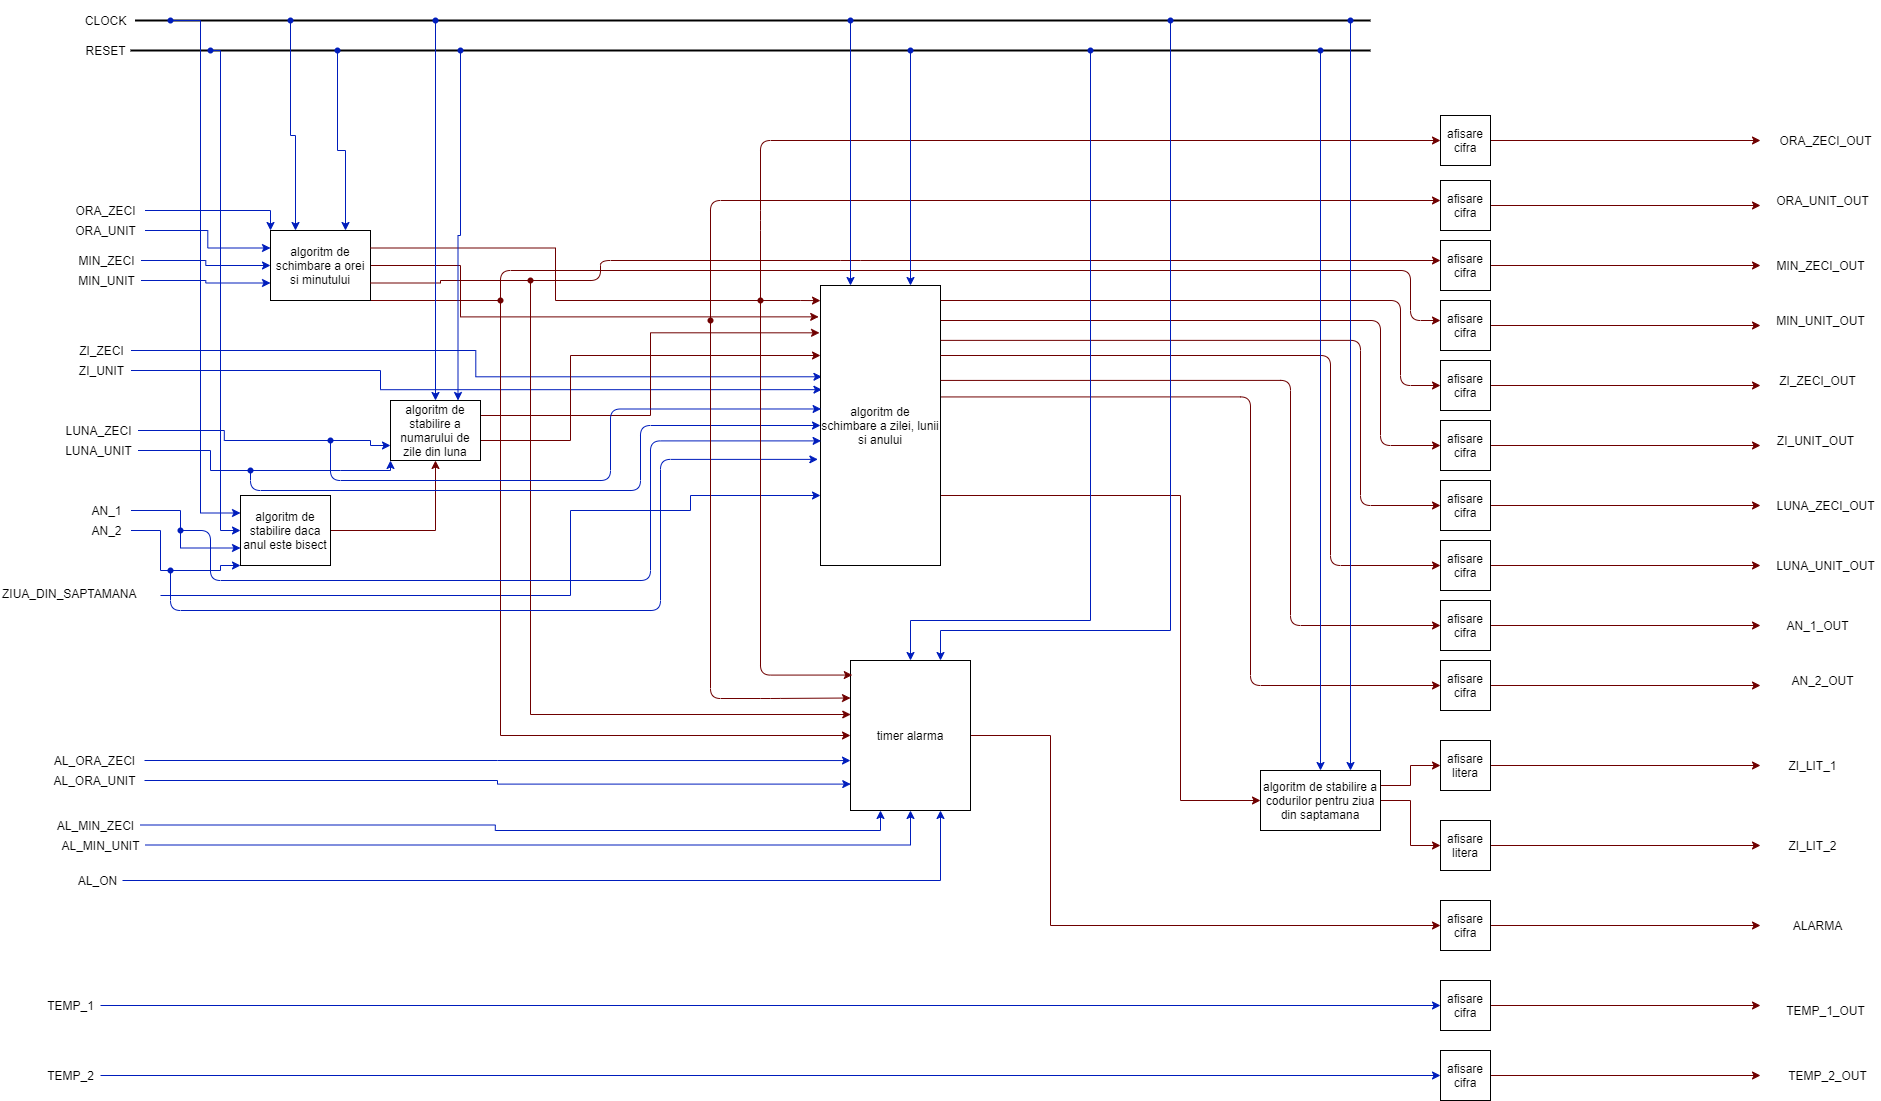 CLOCK
RESET
ORA_ZECI
ORA_UNIT
MIN_ZECI
MIN_UNIT
algoritm de
schimbare a orei
si minutului
ZI_ZECI
ZI_UNIT
LUNA_ZECI
LUNA_UNIT
algoritm de
stabilire a
numarului de
zile din luna
AN_1
AN_2
algoritm de
stabilire daca
anul este bisect
ZIUA_DIN_SAPTAMANA
algoritm de
schimbare a zilei, lunii
si anului
timer alarma
AL_ORA_ZECI
AL_ORA_UNIT
AL_MIN_ZECI
AL_MIN_UNIT
AL_ON
algoritm de stabilire a
codurilor pentru ziua
din saptamana
TEMP_1
TEMP_2
afisare
cifra
ORA_ZECI_OUT
afisare
cifra
ORA_UNIT_OUT
afisare
cifra
MIN_ZECI_OUT
afisare
cifra
MIN_UNIT_OUT
afisare
cifra
ZI_ZECI_OUT
afisare
cifra
ZI_UNIT_OUT
afisare
cifra
LUNA_ZECI_OUT
afisare
cifra
LUNA_UNIT_OUT
afisare
cifra
AN_1_OUT
afisare
cifra
AN_2_OUT
afisare
litera
ZI_LIT_1
afisare
litera
ZI_LIT_2
afisare
cifra
ALARMA
afisare
cifra
TEMP_1_OUT
afisare
cifra
TEMP_2_OUT